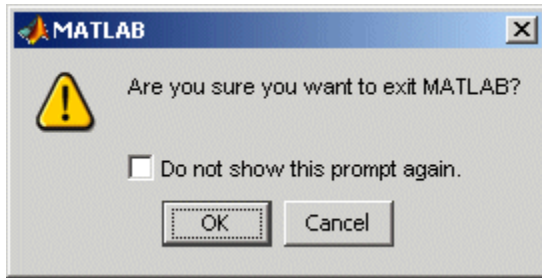 MATLAB
Are you sure you want to exit MATLAB?
Do not show this prompt again.
OK
Cancel